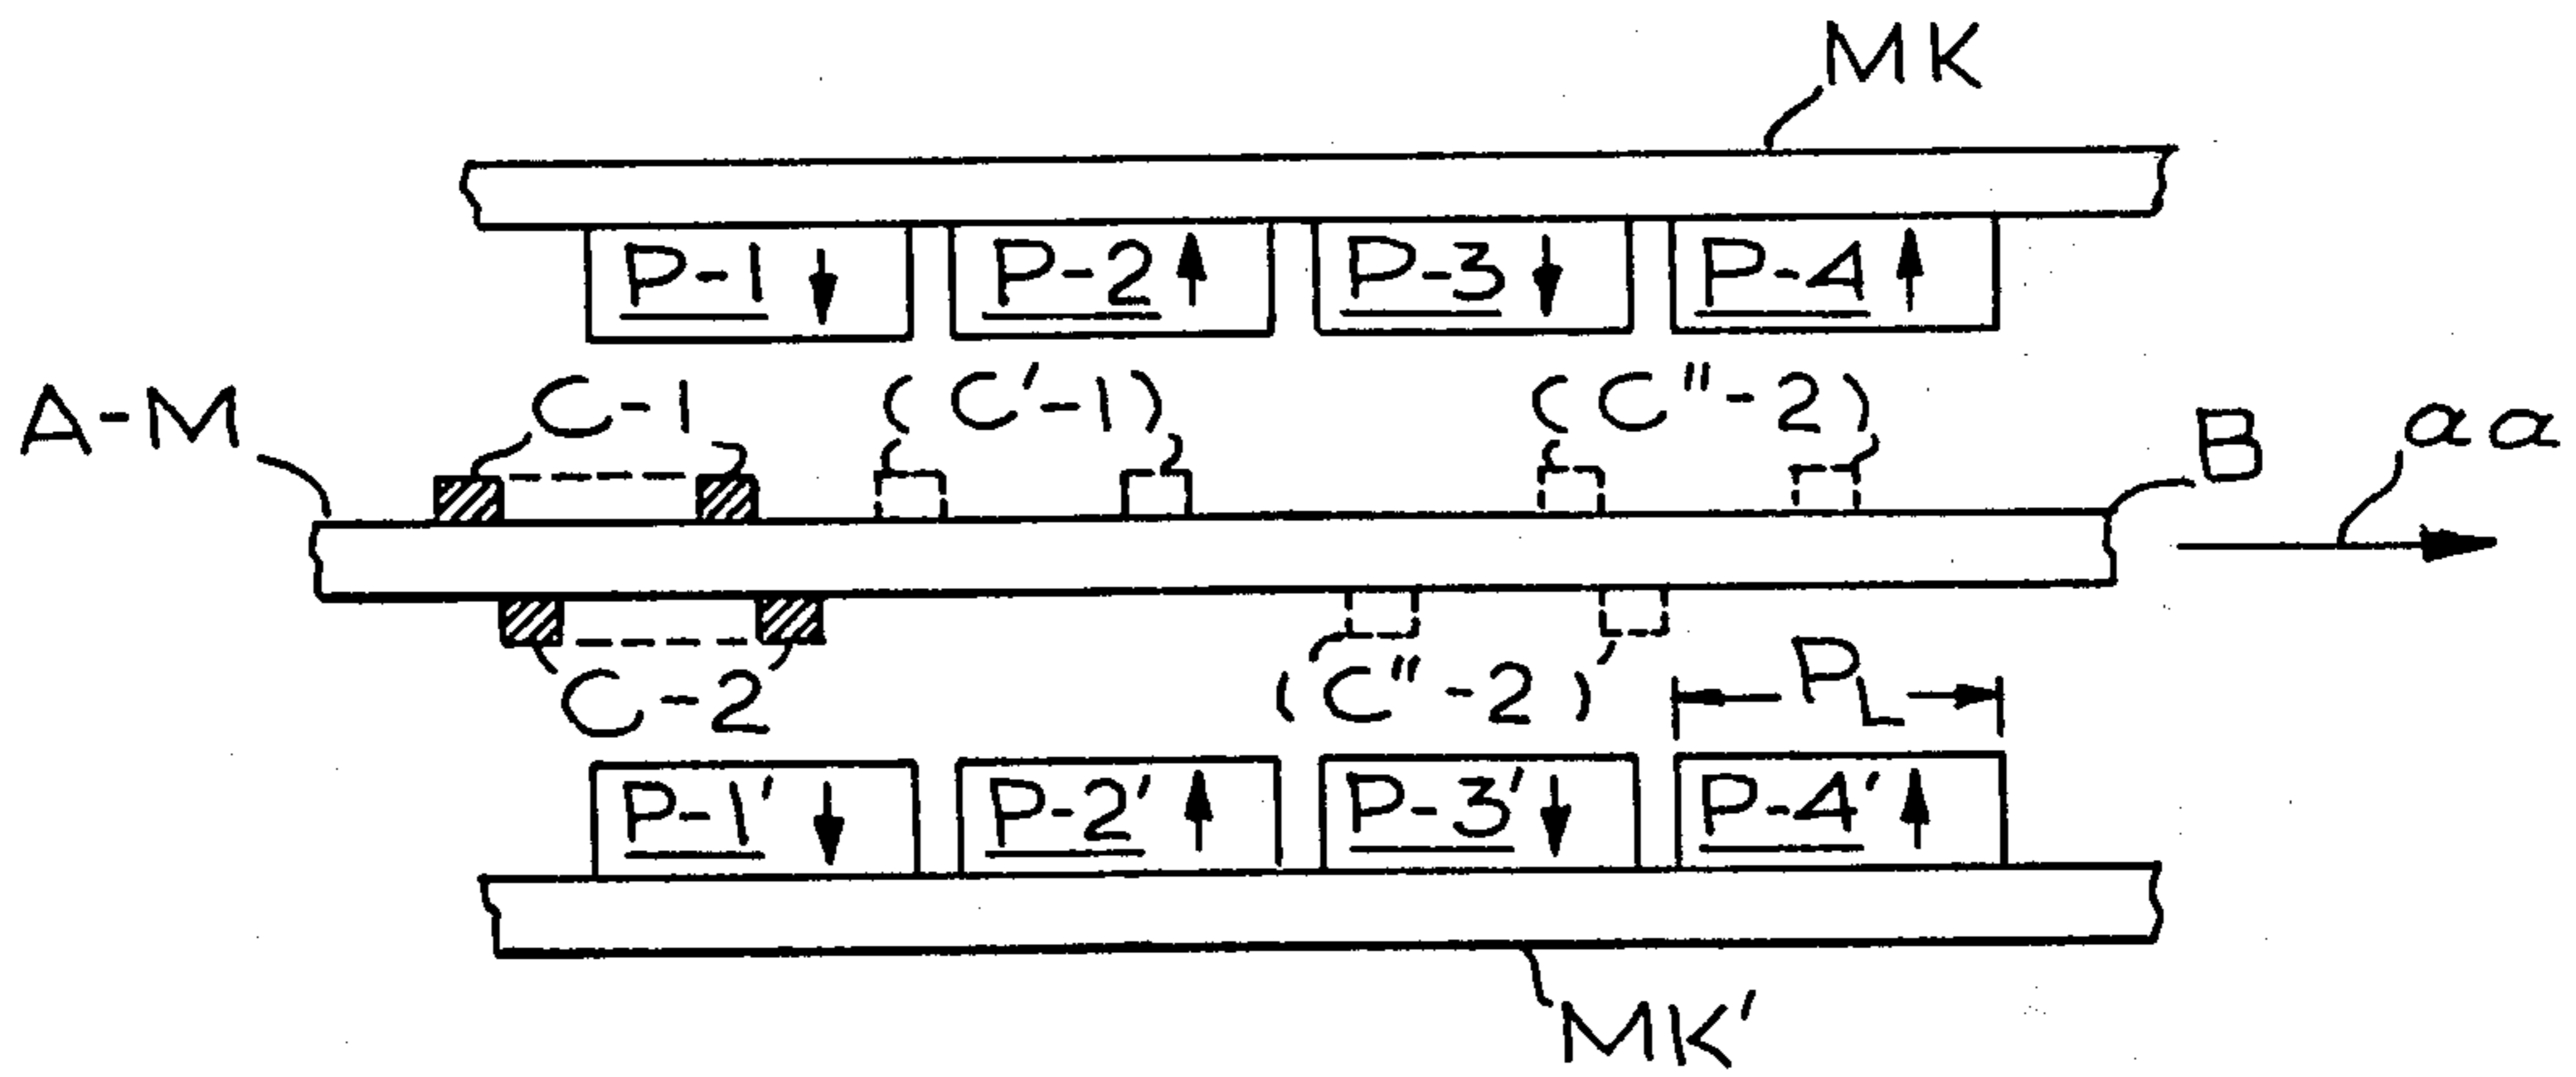 MK
P-1 P-2 P-3 P-4
A-M C-1 (C'-1) (C"-2) B aa
C-2 (C"-2) PL
P-1' P-2' P-3' P-4'
MK'